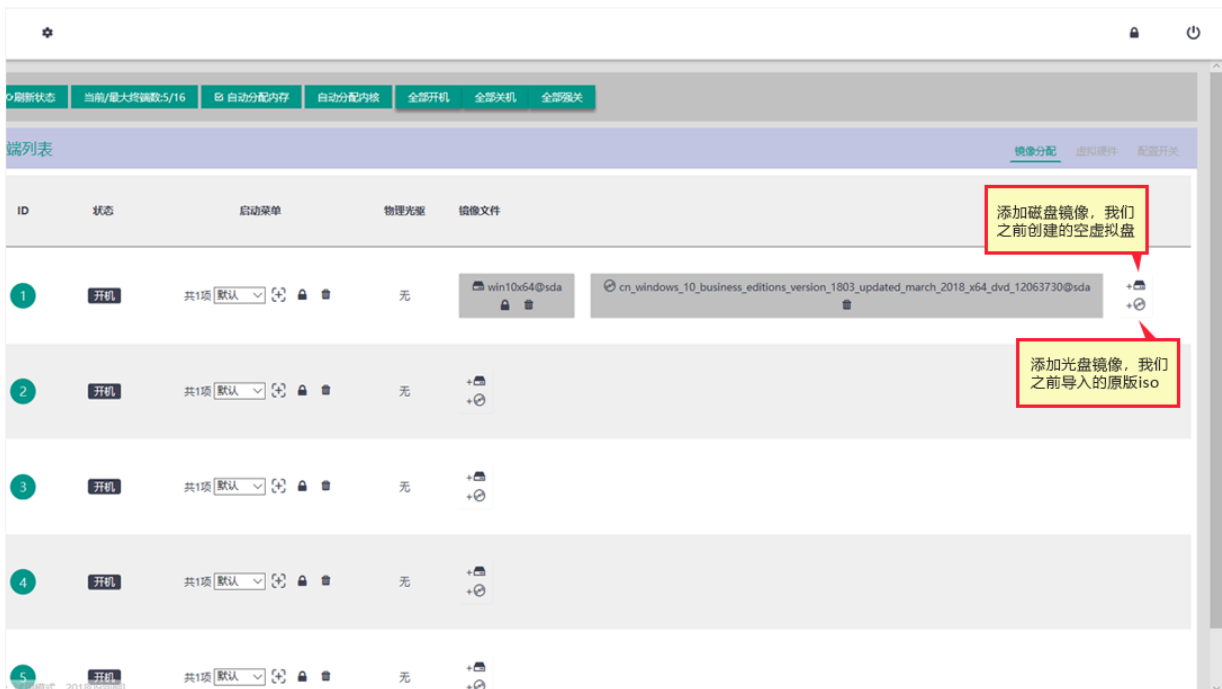 刷新状态 当前/最大终端数:5/16 自动分配内存 自动分配内核 全部开机 全部关机 全部强关
端列表 镜像分配 虚拟硬件 配置开关
ID 状态 启动菜单 物理光驱 镜像文件
添加磁盘镜像，我们
之前创建的空虚拟盘
1 开机 共1项 默认 无 win10x64@sda cn_windows_10_business_editions_version_1803_updated_march_2018_x64_dvd_12063730@sda
添加光盘镜像，我们
之前导入的原版iso
2 开机 共1项 默认 无
3 开机 共1项 默认 无
4 开机 共1项 默认 无
5 开机 共1项 默认 无